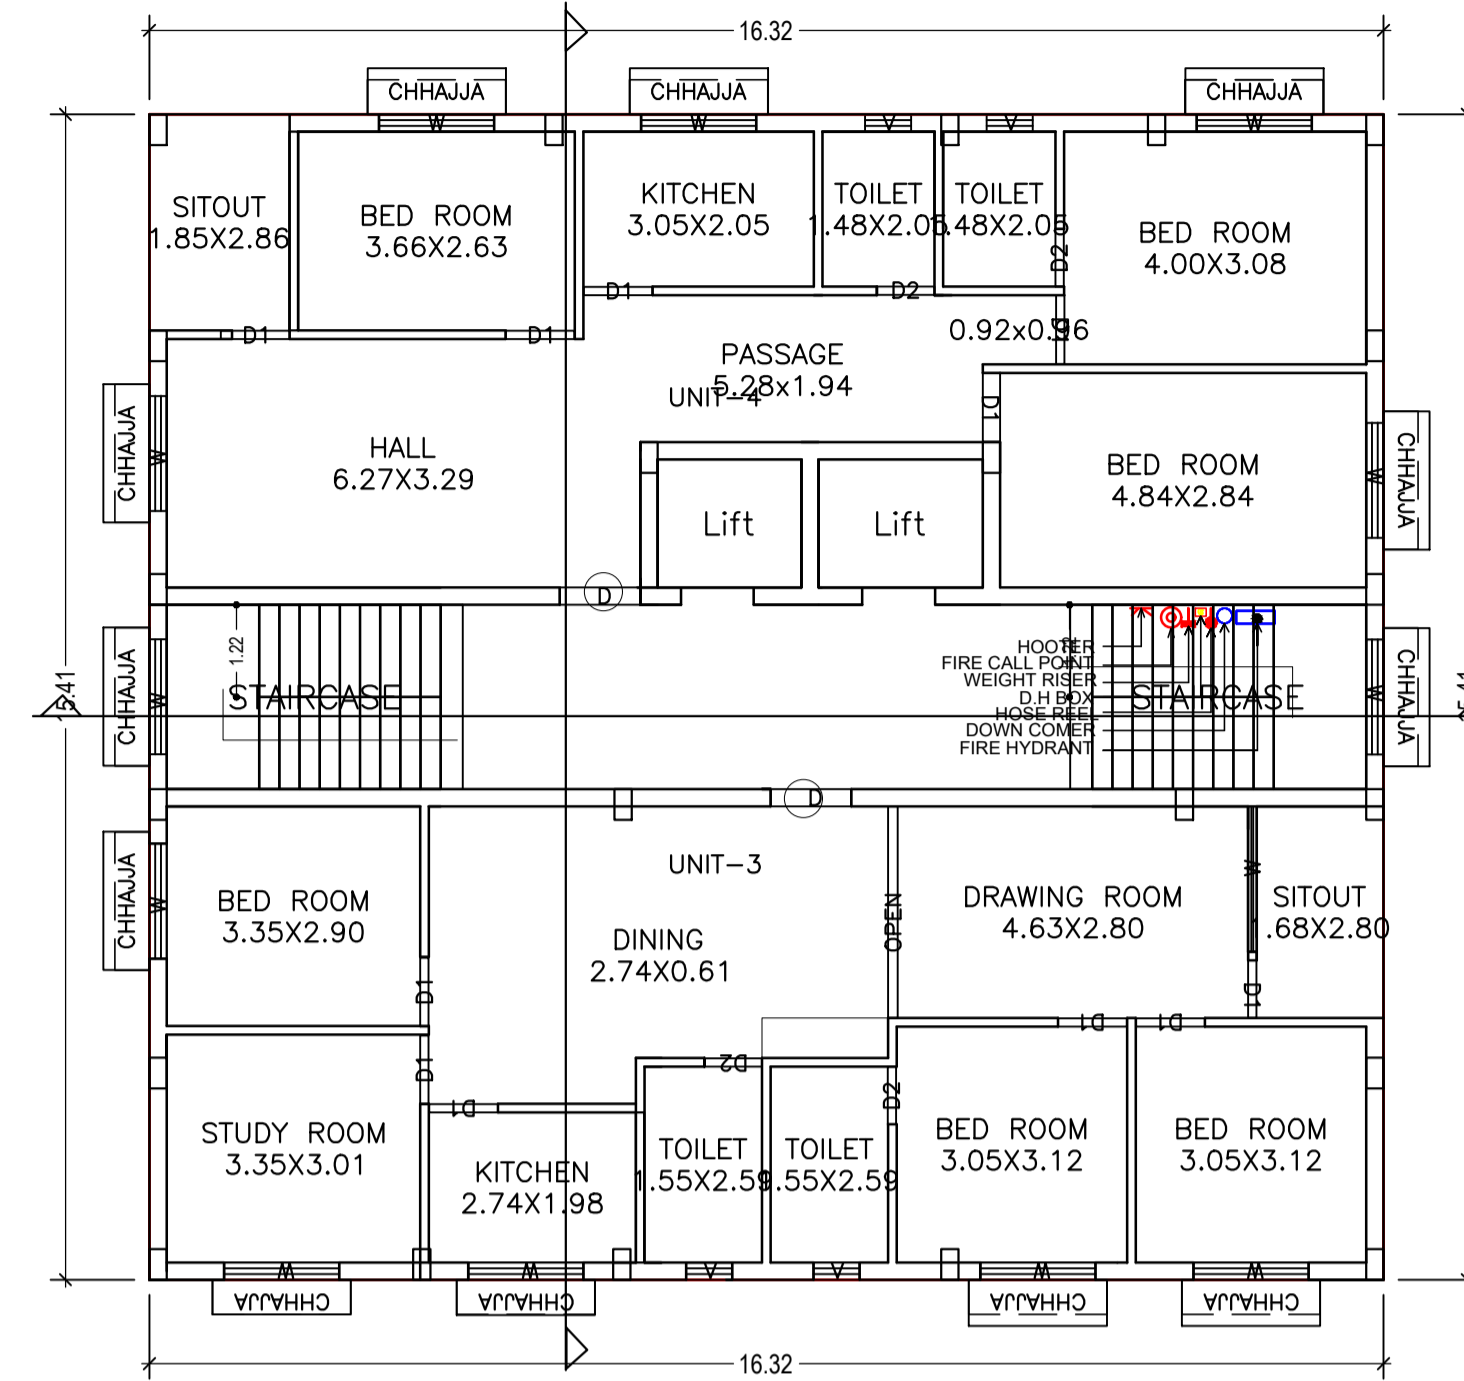 16.32
CHHAJJA
CHHAJJA
CHHAJJA
W
W
V
V
W
SITOUT
1.85X2.86
BED ROOM
3.66X2.63
KITCHEN
3.05X2.05
TOILET
1.48X2.05
TOILET
.48X2.05
BED ROOM
4.00X3.08
D2
D1
D2
D1
D1
0.92x0.96
D1
PASSAGE
5.28x1.94
UNIT-4
D1
CHHAJJA
W
HALL
6.27X3.29
BED ROOM
4.84X2.84
W
CHHAJJA
Lift
Lift
D
1.22
HOOTER
FIRE CALL POINT
WEIGHT RISER
D.H BOX
HOSE REEL
DOWN COMER
FIRE HYDRANT
STAIRCASE
STAIRCASE
CHHAJJA
W
W
CHHAJJA
15.41
5.41
D
UNIT-3
CHHAJJA
W
BED ROOM
3.35X2.90
DINING
2.74X0.61
OPEN
DRAWING ROOM
4.63X2.80
W
SITOUT
.68X2.80
D1
D1
D1
D1
D1
D2
D2
D1
STUDY ROOM
3.35X3.01
KITCHEN
2.74X1.98
TOILET
1.55X2.59
TOILET
.55X2.59
BED ROOM
3.05X3.12
BED ROOM
3.05X3.12
W
W
V
V
W
W
CHHAJJA
CHHAJJA
CHHAJJA
CHHAJJA
16.32